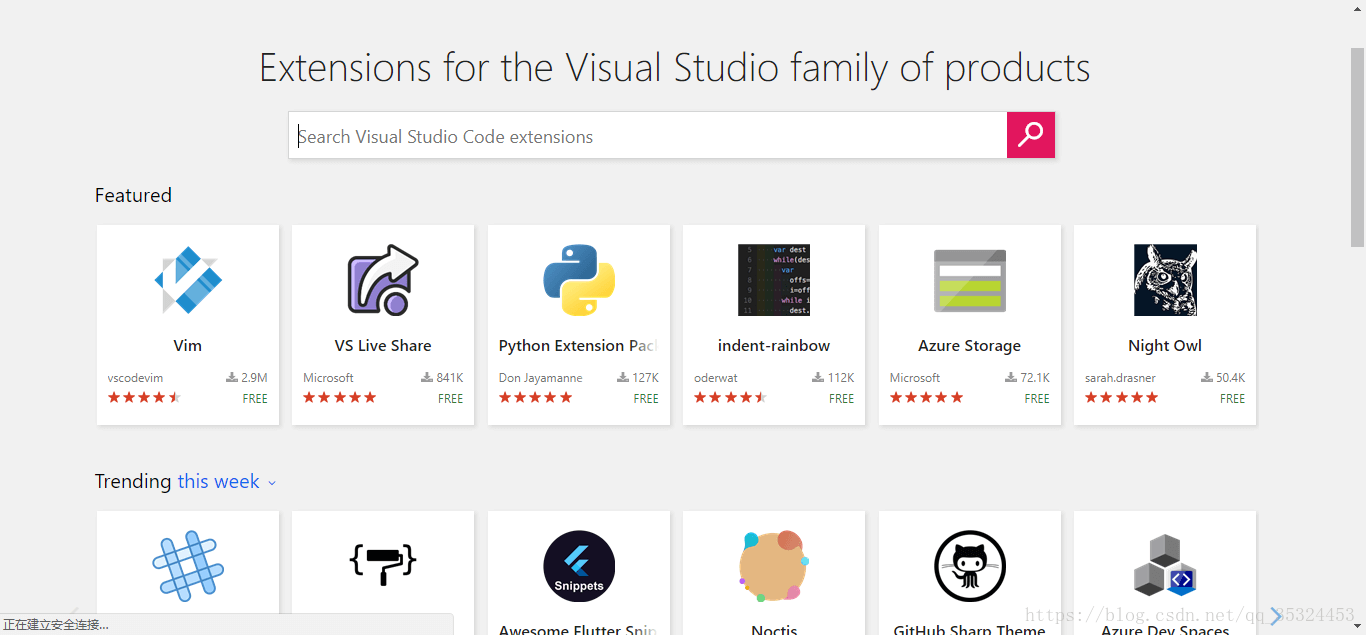 Extensions for the Visual Studio family of products
Search Visual Studio Code extensions
Featured
Vim
vscodevim 2.9M
FREE
VS Live Share
Microsoft 841K
FREE
Python Extension Pac
Don Jayamanne 127K
FREE
5 var dest
6 while(des
7 var
8 offs=
9 i=off
10 while i
11 dest.
indent-rainbow
oderwat 112K
FREE
Azure Storage
Microsoft 72.1K
FREE
Night Owl
sarah.drasner 50.4K
FREE
Trending this week
Snippets
Awesome Flutter Snip
Noctis
GitHub Sharp Theme
Azure Dev Spaces
正在建立安全连接...
https://blog.csdn.net/qq_35324453